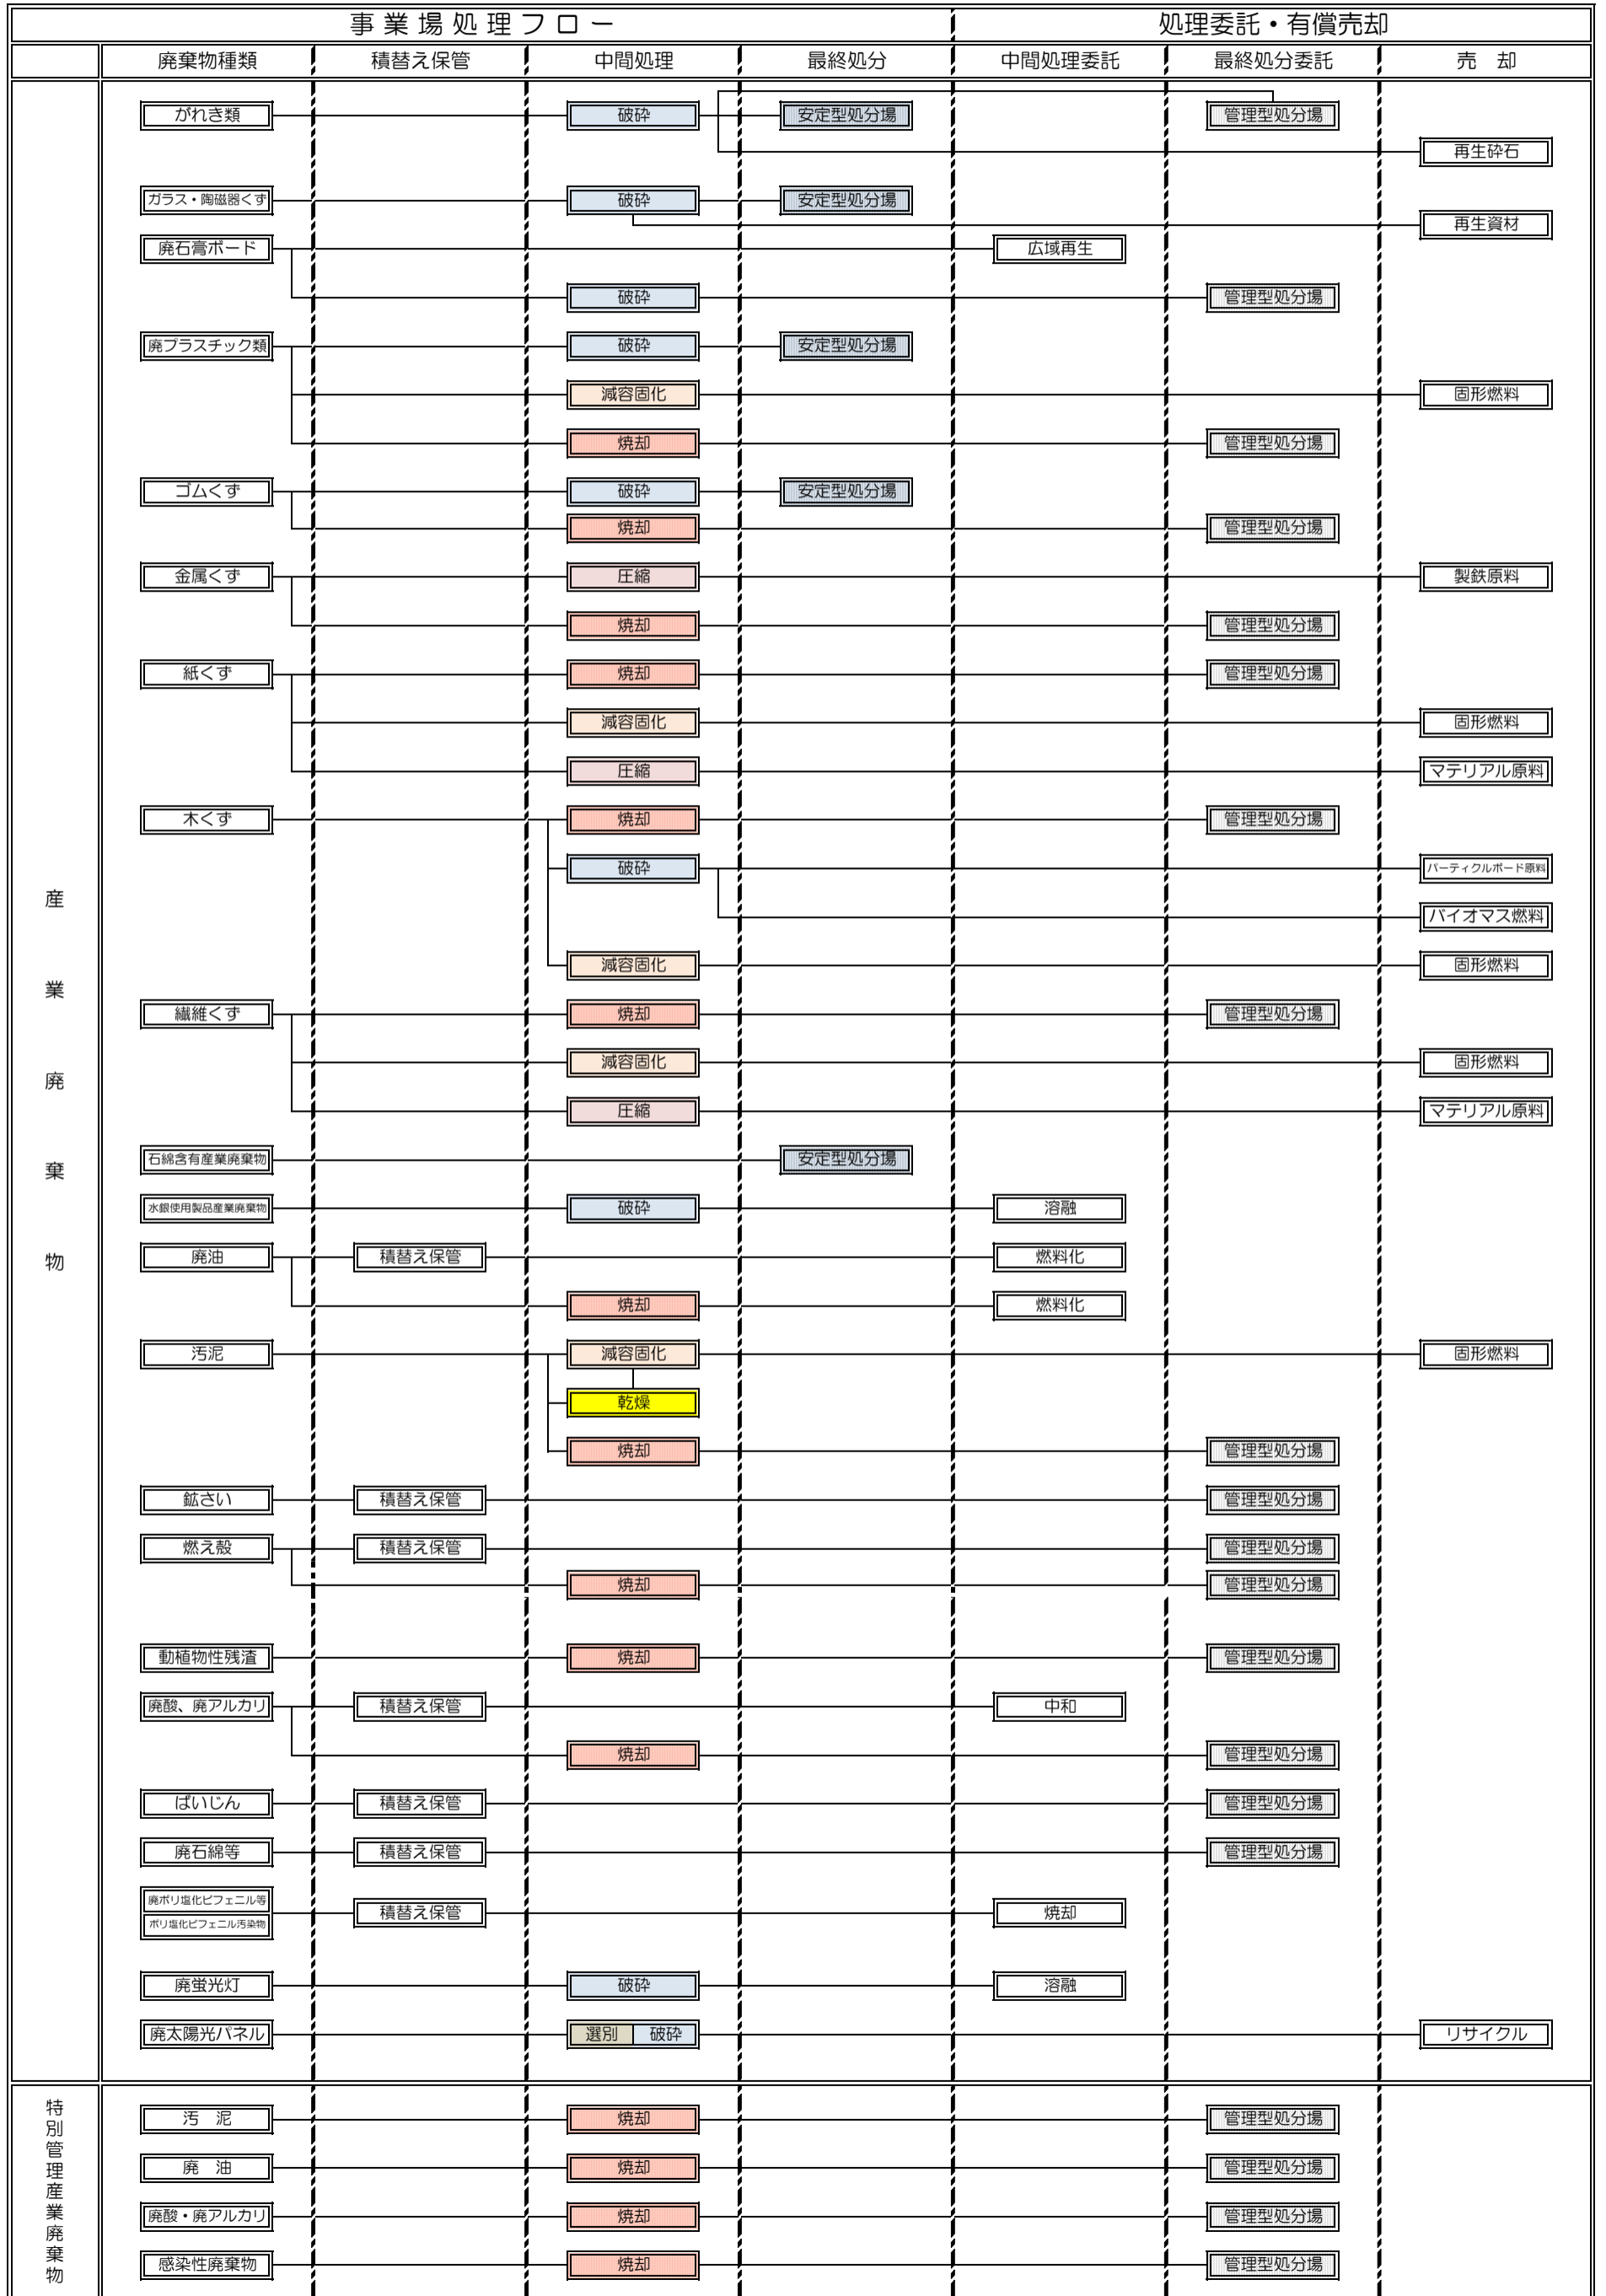 事業場処理フロー 処理委託・有償売却
廃棄物種類 積替え保管 中間処理 最終処分 中間処理委託 最終処分委託 売　却
産業廃棄物
がれき類 破砕 安定型処分場 管理型処分場
再生砕石
ガラス・陶磁器くず 破砕 安定型処分場
再生資材
廃石膏ボード 広域再生
破砕 管理型処分場
廃プラスチック類 破砕 安定型処分場
減容固化 固形燃料
焼却 管理型処分場
ゴムくず 破砕 安定型処分場
焼却 管理型処分場
金属くず 圧縮 製鉄原料
焼却 管理型処分場
紙くず 焼却 管理型処分場
減容固化 固形燃料
圧縮 マテリアル原料
木くず 焼却 管理型処分場
破砕 パーティクルボード原料
バイオマス燃料
減容固化 固形燃料
繊維くず 焼却 管理型処分場
減容固化 固形燃料
圧縮 マテリアル原料
石綿含有産業廃棄物 安定型処分場
水銀使用製品産業廃棄物 破砕 溶融
廃油 積替え保管 燃料化
焼却 燃料化
汚泥 減容固化 固形燃料
乾燥
焼却 管理型処分場
鉱さい 積替え保管 管理型処分場
燃え殻 積替え保管 管理型処分場
焼却 管理型処分場
動植物性残渣 焼却 管理型処分場
廃酸、廃アルカリ 積替え保管 中和
焼却 管理型処分場
ばいじん 積替え保管 管理型処分場
廃石綿等 積替え保管 管理型処分場
廃ポリ塩化ビフェニル等
ポリ塩化ビフェニル汚染物 積替え保管 焼却
廃蛍光灯 破砕 溶融
廃太陽光パネル 選別 破砕 リサイクル
特別管理産業廃棄物
汚　泥 焼却 管理型処分場
廃　油 焼却 管理型処分場
廃酸・廃アルカリ 焼却 管理型処分場
感染性廃棄物 焼却 管理型処分場